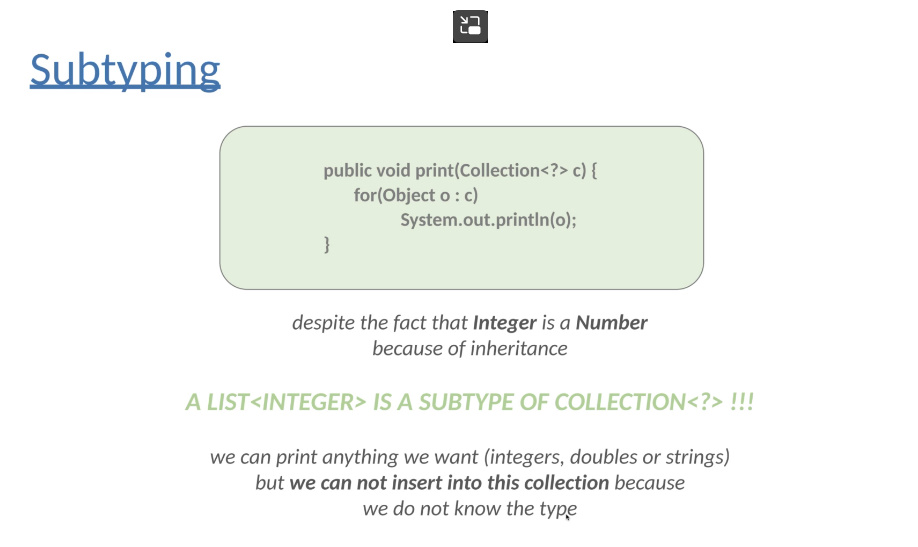 Subtyping
public void print(Collection<?> c) {
for(Object o : c)
System.out.println(o);
}
despite the fact that Integer is a Number
because of inheritance
A LIST<INTEGER> IS A SUBTYPE OF COLLECTION<?> !!!
we can print anything we want (integers, doubles or strings)
but we can not insert into this collection because
we do not know the type